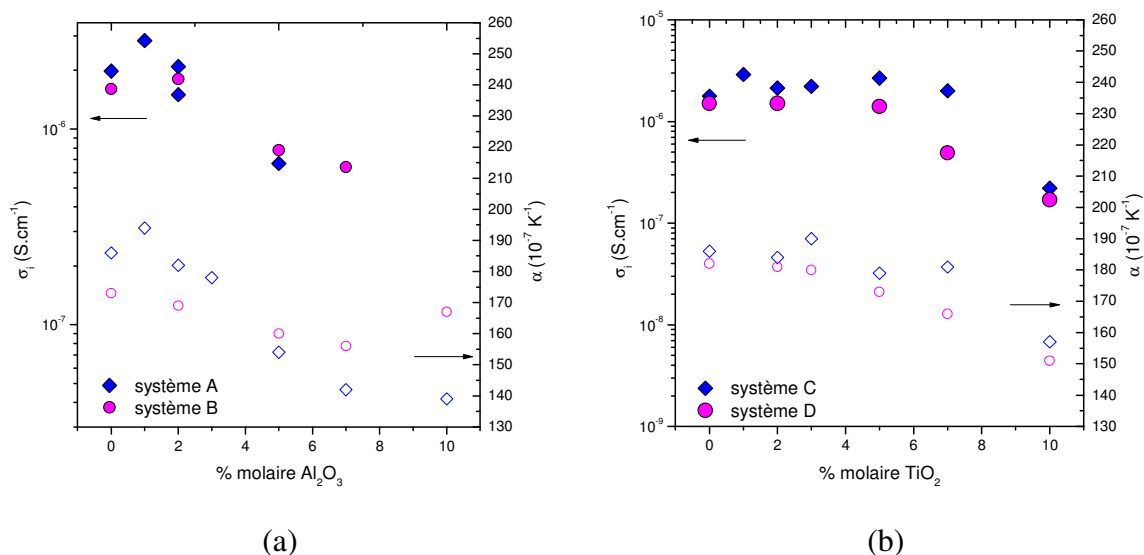 10⁻⁶
10⁻⁷
σᵢ (S.cm⁻¹)
260
250
240
230
220
210
200
190
180
170
160
150
140
130
α (10⁻⁷ K⁻¹)
système A
système B
0 2 4 6 8 10
% molaire Al₂O₃
(a)
10⁻⁵
10⁻⁶
10⁻⁷
10⁻⁸
10⁻⁹
σᵢ (S.cm⁻¹)
260
250
240
230
220
210
200
190
180
170
160
150
140
130
α (10⁻⁷ K⁻¹)
système C
système D
0 2 4 6 8 10
% molaire TiO₂
(b)